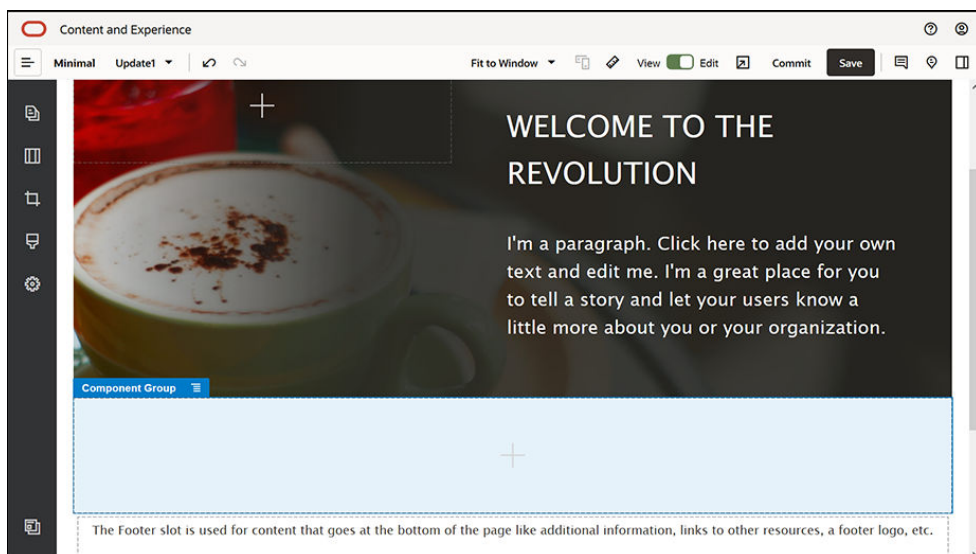 Content and Experience
Minimal Update1 Fit to Window View Edit Commit Save
WELCOME TO THE
REVOLUTION
I'm a paragraph. Click here to add your own
text and edit me. I'm a great place for you
to tell a story and let your users know a
little more about you or your organization.
Component Group
The Footer slot is used for content that goes at the bottom of the page like additional information, links to other resources, a footer logo, etc.